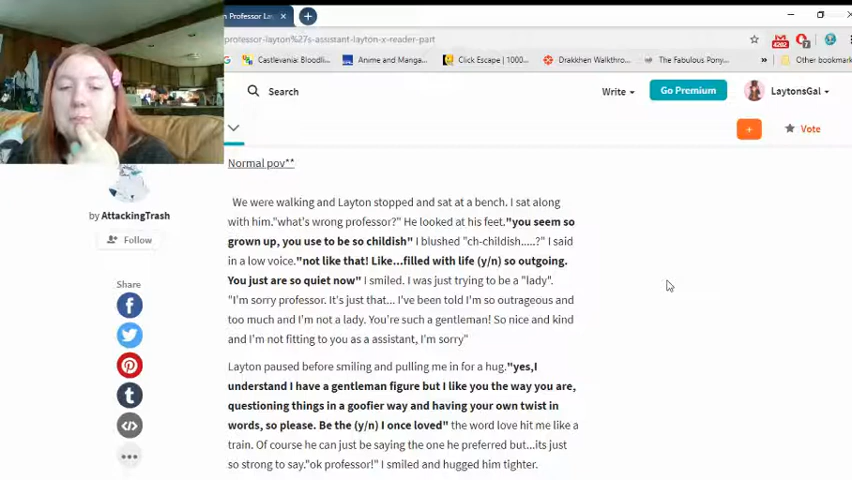 n Professor La
professor-layton%27s-assistant-layton-x-reader-part
4262
7
Castlevania: Bloodli...
Anime and Manga...
Click Escape | 1000...
Drakkhen Walkthro...
The Fabulous Pony...
»
Other bookmark
Search
Write
Go Premium
LaytonsGal
+
Vote
Normal pov**
We were walking and Layton stopped and sat at a bench. I sat along
with him."what's wrong professor?" He looked at his feet."you seem so
grown up, you use to be so childish" I blushed "ch-childish.....?" I said
in a low voice."not like that! Like...filled with life (y/n) so outgoing.
You just are so quiet now" I smiled. I was just trying to be a "lady".
"I'm sorry professor. It's just that... I've been told I'm so outrageous and
too much and I'm not a lady. You're such a gentleman! So nice and kind
and I'm not fitting to you as a assistant, I'm sorry"
Layton paused before smiling and pulling me in for a hug."yes,I
understand I have a gentleman figure but I like you the way you are,
questioning things in a goofier way and having your own twist in
words, so please. Be the (y/n) I once loved" the word love hit me like a
train. Of course he can just be saying the one he preferred but...its just
so strong to say."ok professor!" I smiled and hugged him tighter.
by AttackingTrash
Follow
Share